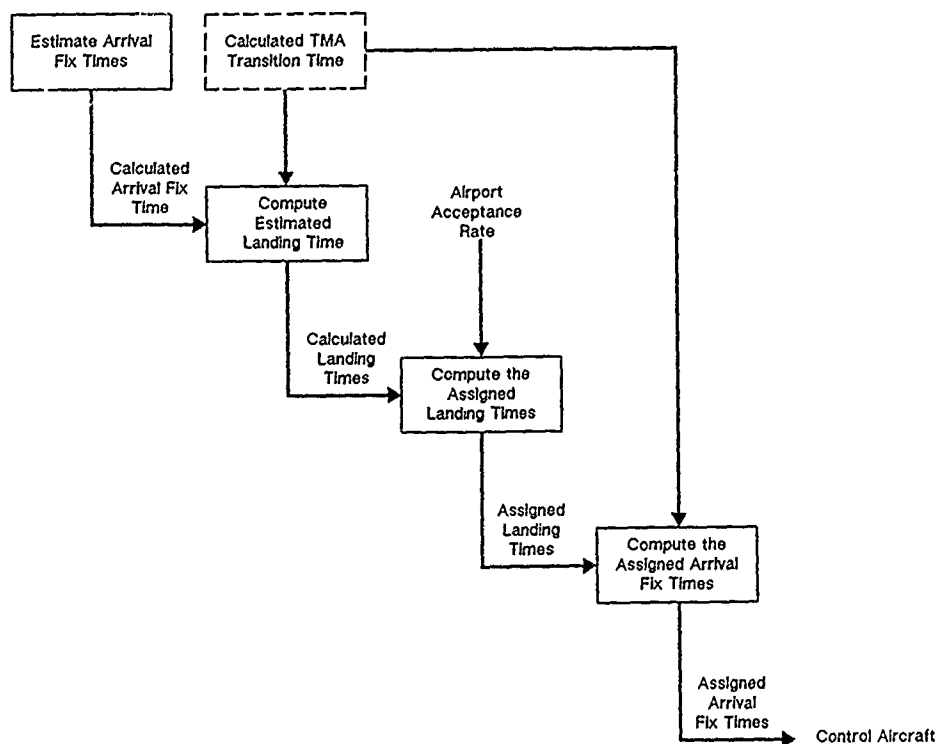 Estimate Arrival
Fix Times
Calculated TMA
Transition Time
Calculated
Arrival Fix
Time
Compute
Estimated
Landing Time
Airport
Acceptance
Rate
Calculated
Landing
Times
Compute the
Assigned
Landing Times
Assigned
Landing
Times
Compute the
Assigned Arrival
Fix Times
Assigned
Arrival
Fix Times
Control Aircraft